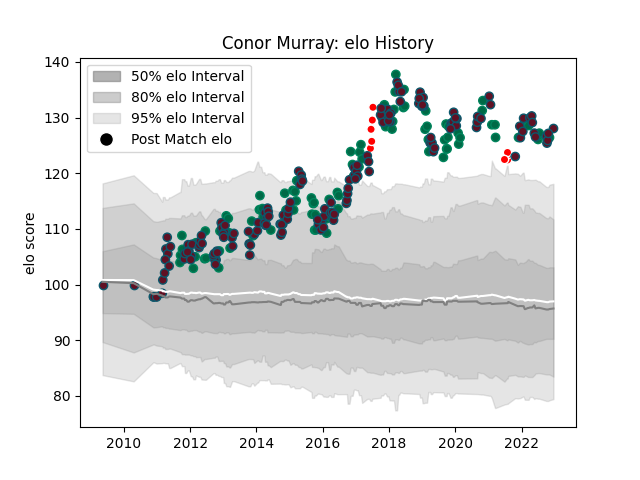 Conor Murray: elo History
140
130
120
110
100
90
80
elo score
50% elo Interval
80% elo Interval
95% elo Interval
Post Match elo
2010
2012
2014
2016
2018
2020
2022